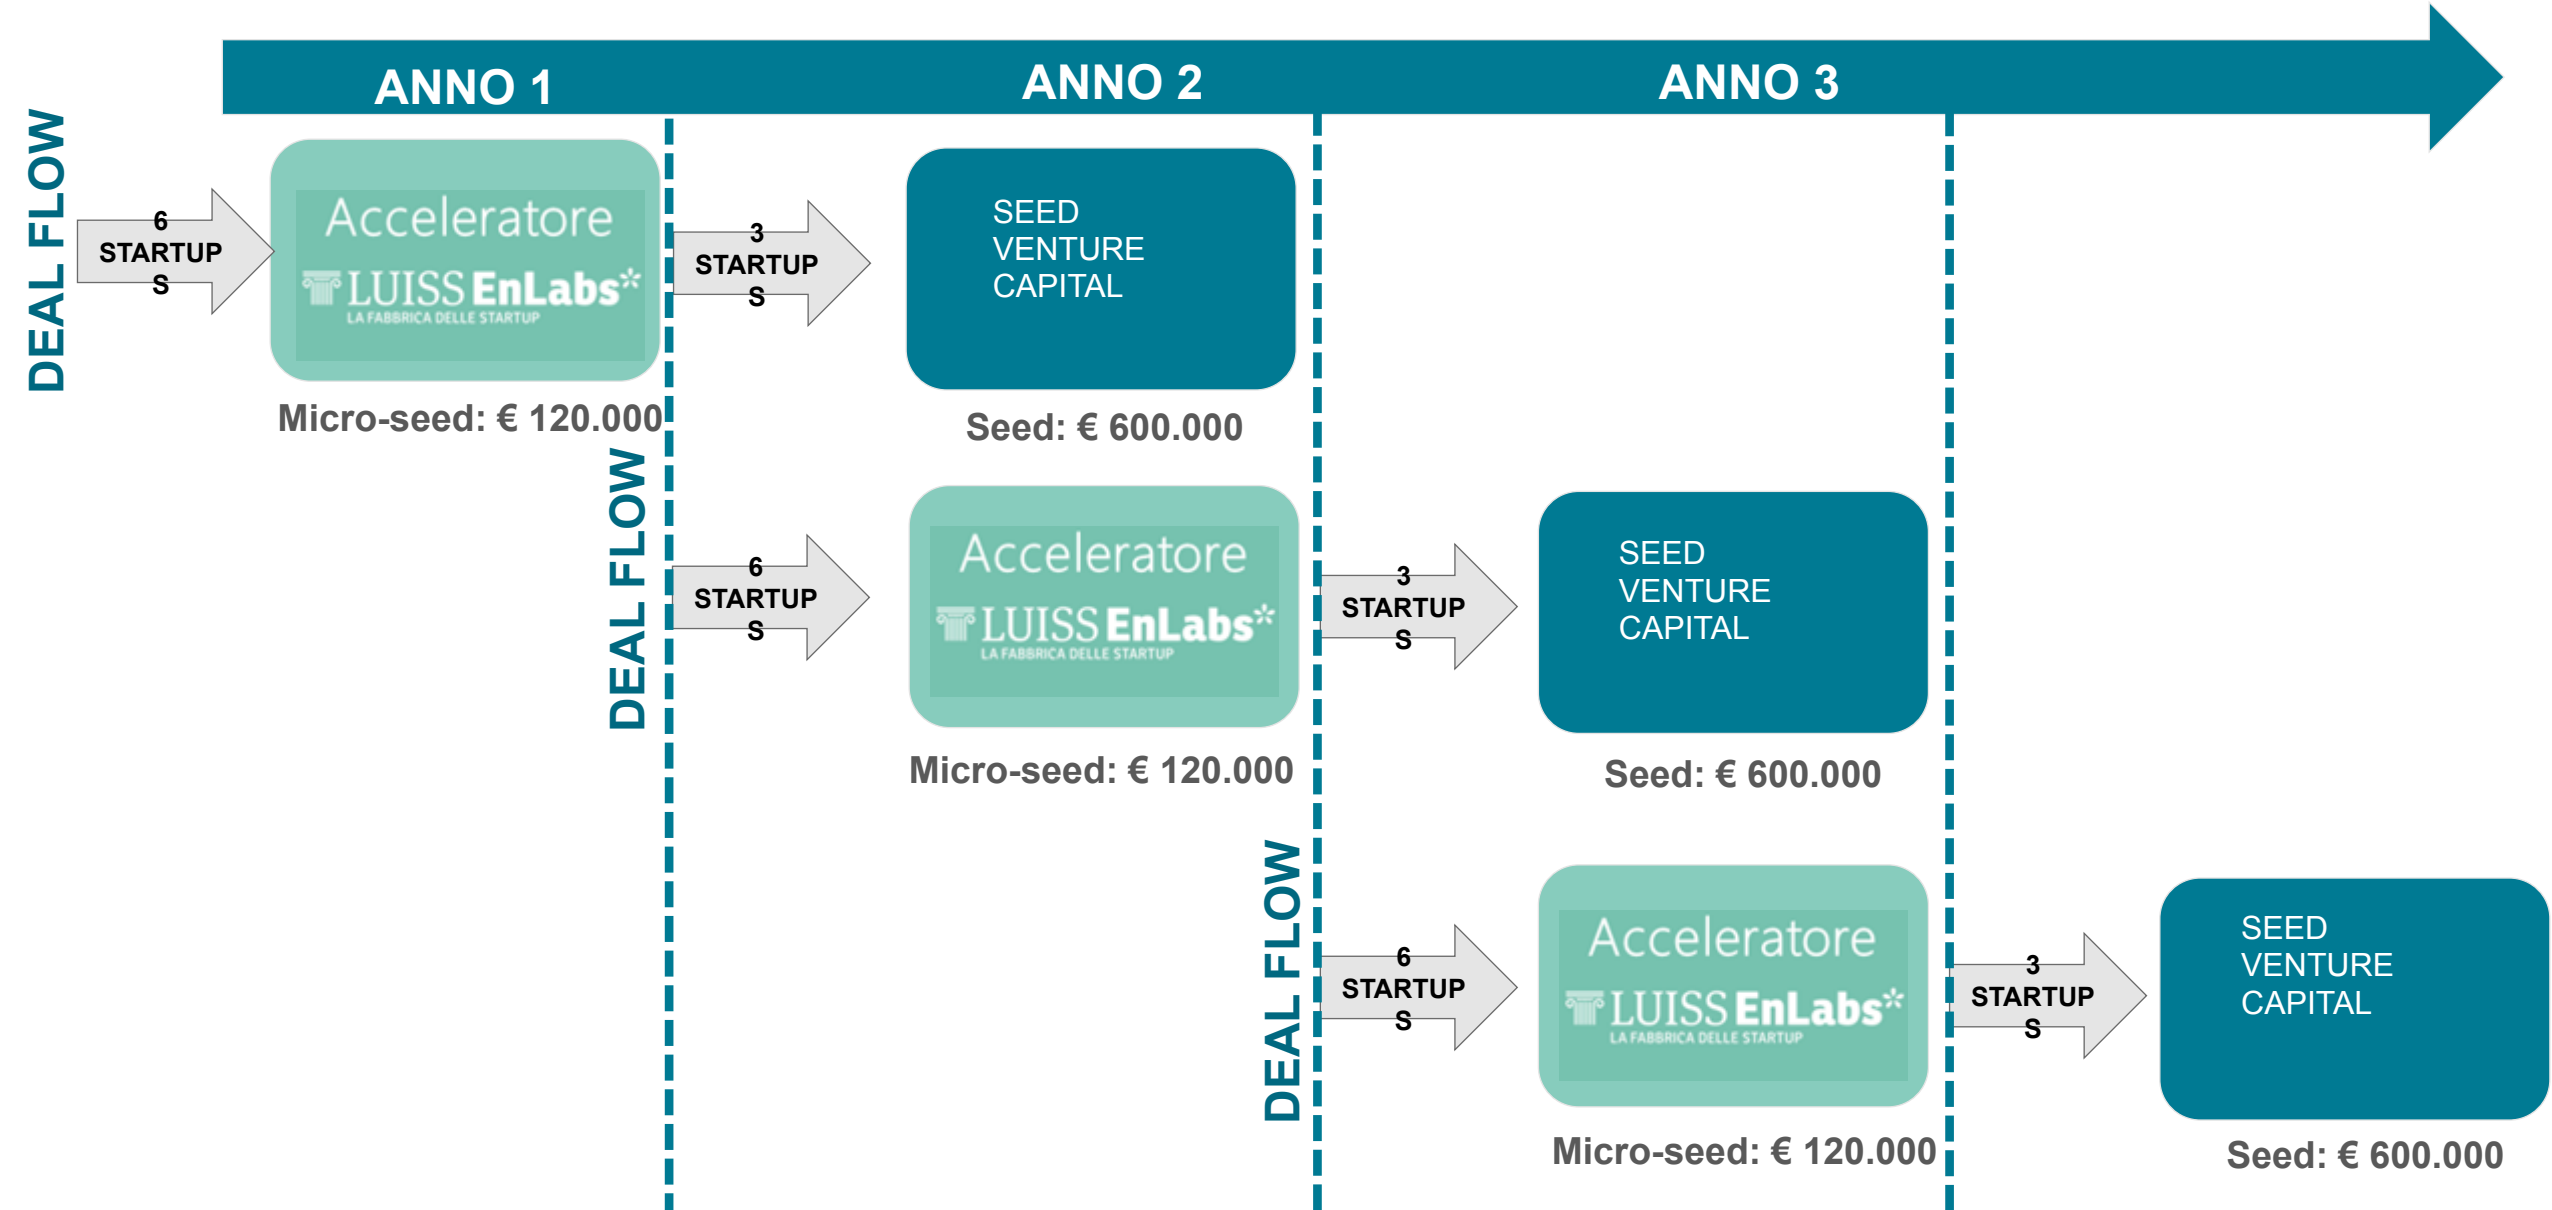 ANNO 1
ANNO 2
ANNO 3
DEAL FLOW
6
STARTUP
S
Acceleratore
LUISS EnLabs*
LA FABBRICA DELLE STARTUP
Micro-seed: € 120.000
3
STARTUP
S
SEED
VENTURE
CAPITAL
Seed: € 600.000
DEAL FLOW
6
STARTUP
S
Acceleratore
LUISS EnLabs*
LA FABBRICA DELLE STARTUP
Micro-seed: € 120.000
3
STARTUP
S
SEED
VENTURE
CAPITAL
Seed: € 600.000
DEAL FLOW
6
STARTUP
S
Acceleratore
LUISS EnLabs*
LA FABBRICA DELLE STARTUP
Micro-seed: € 120.000
3
STARTUP
S
SEED
VENTURE
CAPITAL
Seed: € 600.000